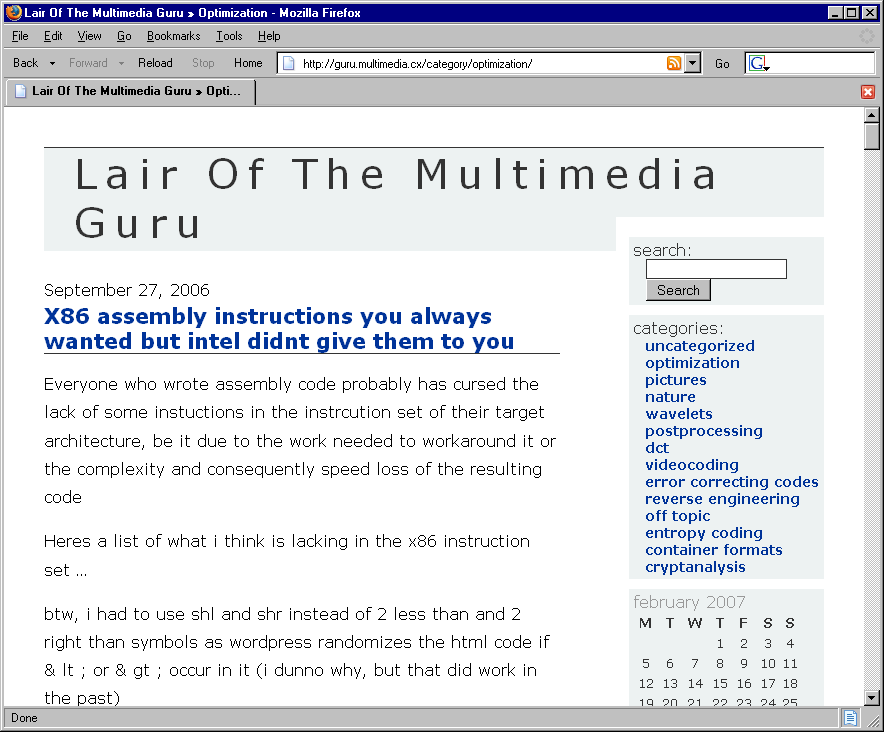 Lair Of The Multimedia Guru » Optimization - Mozilla Firefox
File Edit View Go Bookmarks Tools Help
Back Forward Reload Stop Home http://guru.multimedia.cx/category/optimization/ Go G
Lair Of The Multimedia Guru » Opti...
Lair Of The Multimedia
Guru
September 27, 2006
X86 assembly instructions you always
wanted but intel didnt give them to you
Everyone who wrote assembly code probably has cursed the
lack of some instuctions in the instrcution set of their target
architecture, be it due to the work needed to workaround it or
the complexity and consequently speed loss of the resulting
code
Heres a list of what i think is lacking in the x86 instruction
set ...
btw, i had to use shl and shr instead of 2 less than and 2
right than symbols as wordpress randomizes the html code if
& lt ; or & gt ; occur in it (i dunno why, but that did work in
the past)
search:
Search
categories:
uncategorized
optimization
pictures
nature
wavelets
postprocessing
dct
videocoding
error correcting codes
reverse engineering
off topic
entropy coding
container formats
cryptanalysis
february 2007
M T W T F S S
1 2 3 4
5 6 7 8 9 10 11
12 13 14 15 16 17 18
19 20 21 22 23 24 25
Done